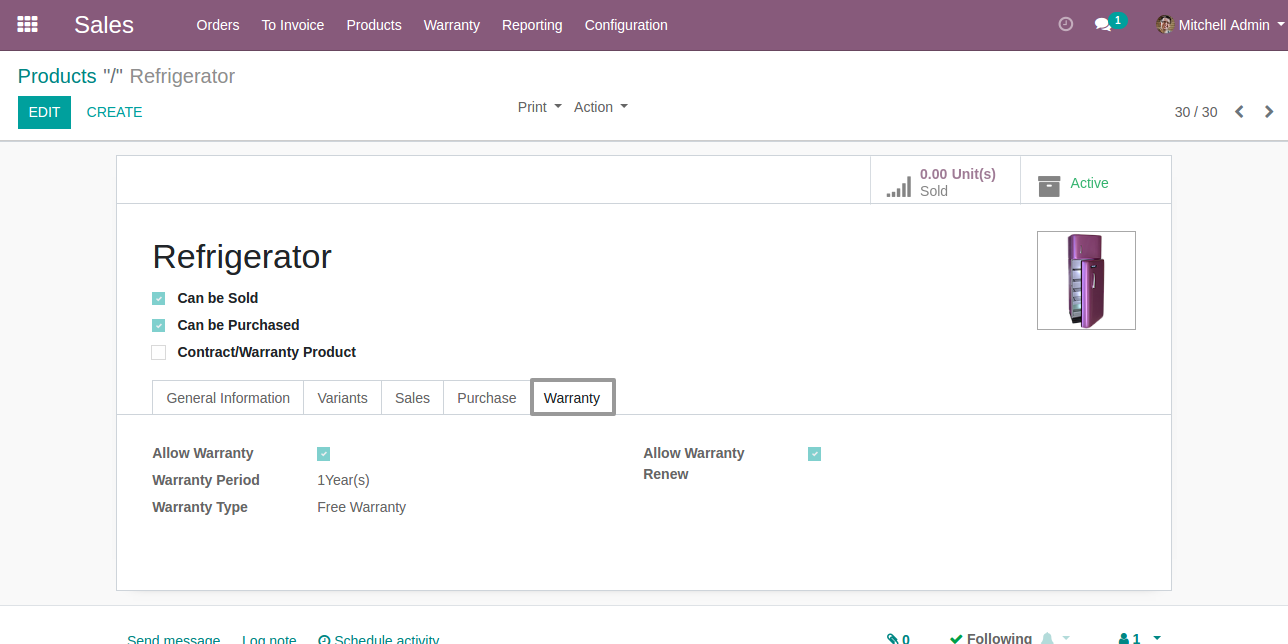 Sales Orders To Invoice Products Warranty Reporting Configuration 1 Mitchell Admin
Products "/" Refrigerator
EDIT CREATE Print Action 30 / 30
0.00 Unit(s)
Sold
Active
Refrigerator
Can be Sold
Can be Purchased
Contract/Warranty Product
General Information Variants Sales Purchase Warranty
Allow Warranty
Warranty Period 1Year(s)
Warranty Type Free Warranty
Allow Warranty
Renew
Send message Log note Schedule activity 0 Following 1